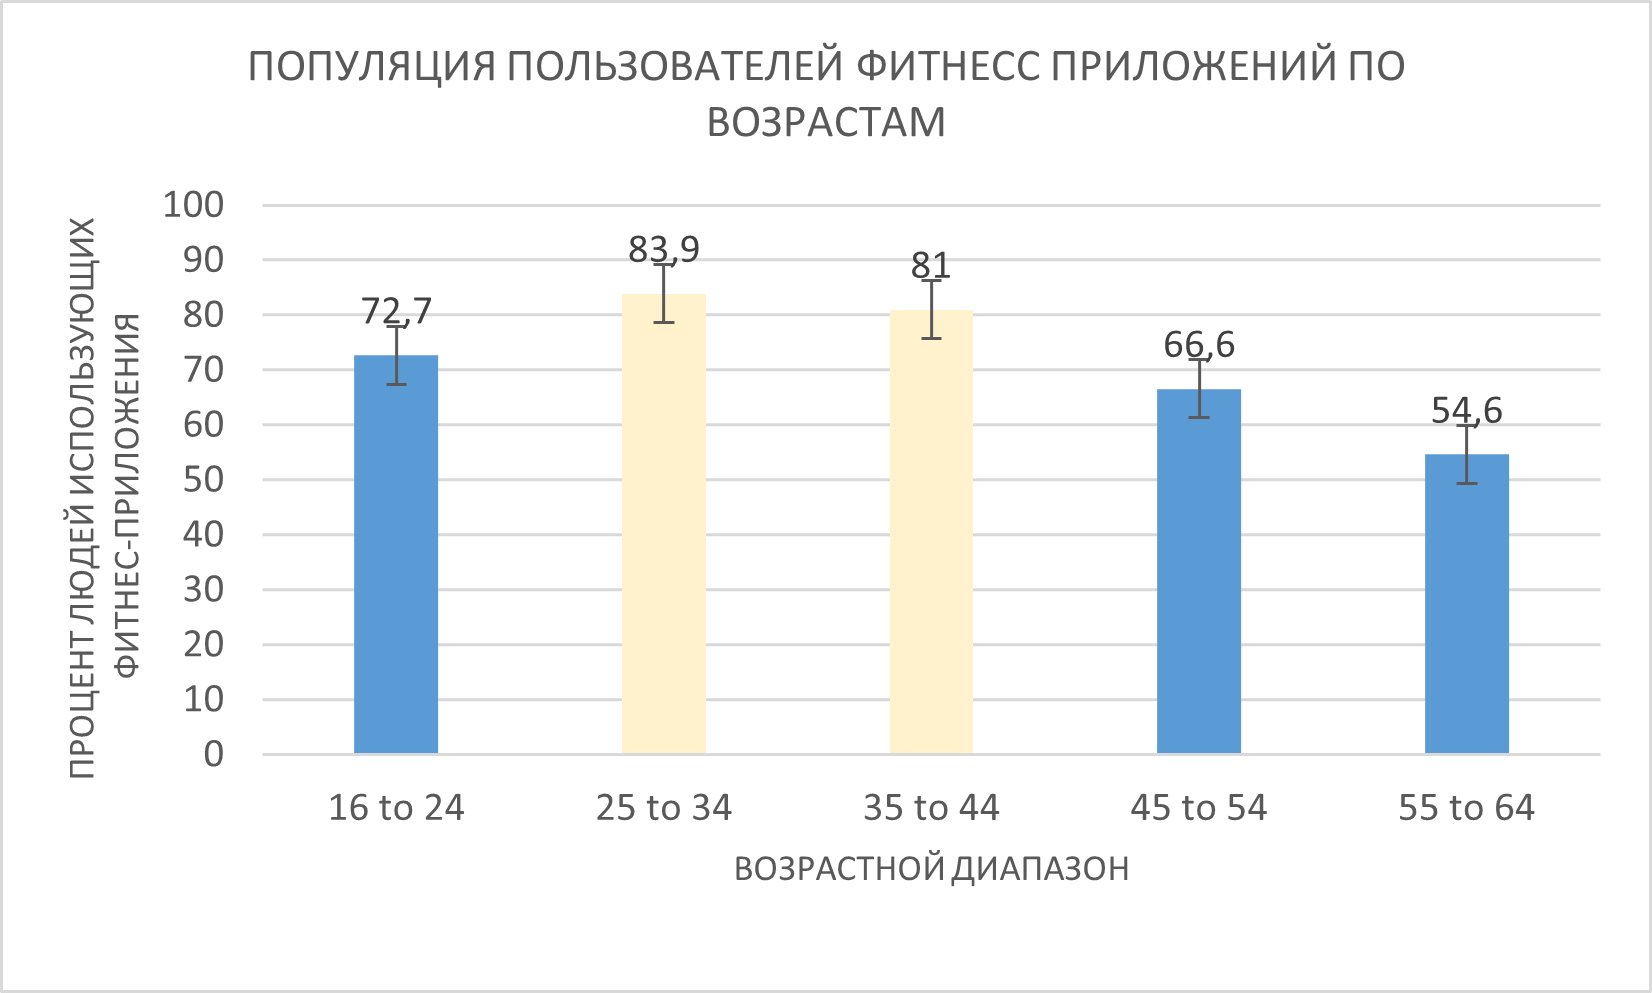 ПОПУЛЯЦИЯ ПОЛЬЗОВАТЕЛЕЙ ФИТНЕСС ПРИЛОЖЕНИЙ ПО
ВОЗРАСТАМ
ПРОЦЕНТ ЛЮДЕЙ ИСПОЛЬЗУЮЩИХ
ФИТНЕС-ПРИЛОЖЕНИЯ
100
90
80
70
60
50
40
30
20
10
0
72,7
83,9
81
66,6
54,6
16 to 24
25 to 34
35 to 44
45 to 54
55 to 64
ВОЗРАСТНОЙ ДИАПАЗОН